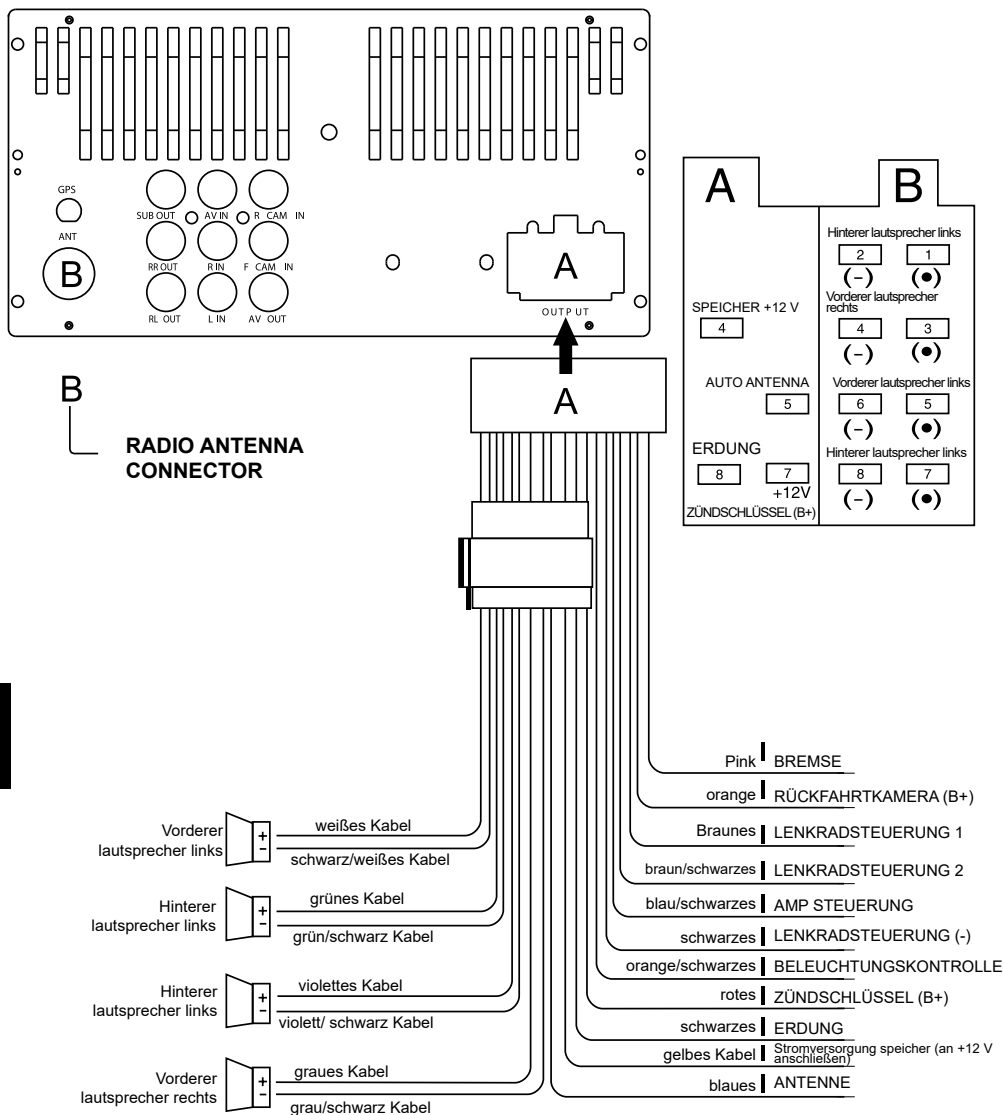 GPS
ANT
B
SUB OUT AV IN R CAM IN
RR OUT R IN F CAM IN
RL OUT L IN AV OUT
A
OUTPUT
A
B
RADIO ANTENNA
CONNECTOR
A
SPEICHER +12 V
4
AUTO ANTENNA
5
ERDUNG
8 7
+12V
ZÜNDSCHLÜSSEL (B+)
B
Hinterer lautsprecher links
2 1
(-) (●)
Vorderer lautsprecher
rechts
4 3
(-) (●)
Vorderer lautsprecher links
6 5
(-) (●)
Hinterer lautsprecher links
8 7
(-) (●)
Vorderer
lautsprecher links
+
-
weißes Kabel
schwarz/weißes Kabel
Hinterer
lautsprecher links
+
-
grünes Kabel
grün/schwarz Kabel
Hinterer
lautsprecher links
+
-
violettes Kabel
violett/ schwarz Kabel
Vorderer
lautsprecher rechts
+
-
graues Kabel
grau/schwarz Kabel
Pink BREMSE
orange RÜCKFAHRTKAMERA (B+)
Braunes LENKRADSTEUERUNG 1
braun/schwarzes LENKRADSTEUERUNG 2
blau/schwarzes AMP STEUERUNG
schwarzes LENKRADSTEUERUNG (-)
orange/schwarzes BELEUCHTUNGSKONTROLLE
rotes ZÜNDSCHLÜSSEL (B+)
schwarzes ERDUNG
gelbes Kabel Stromversorgung speicher (an +12 V
anschließen)
blaues ANTENNE